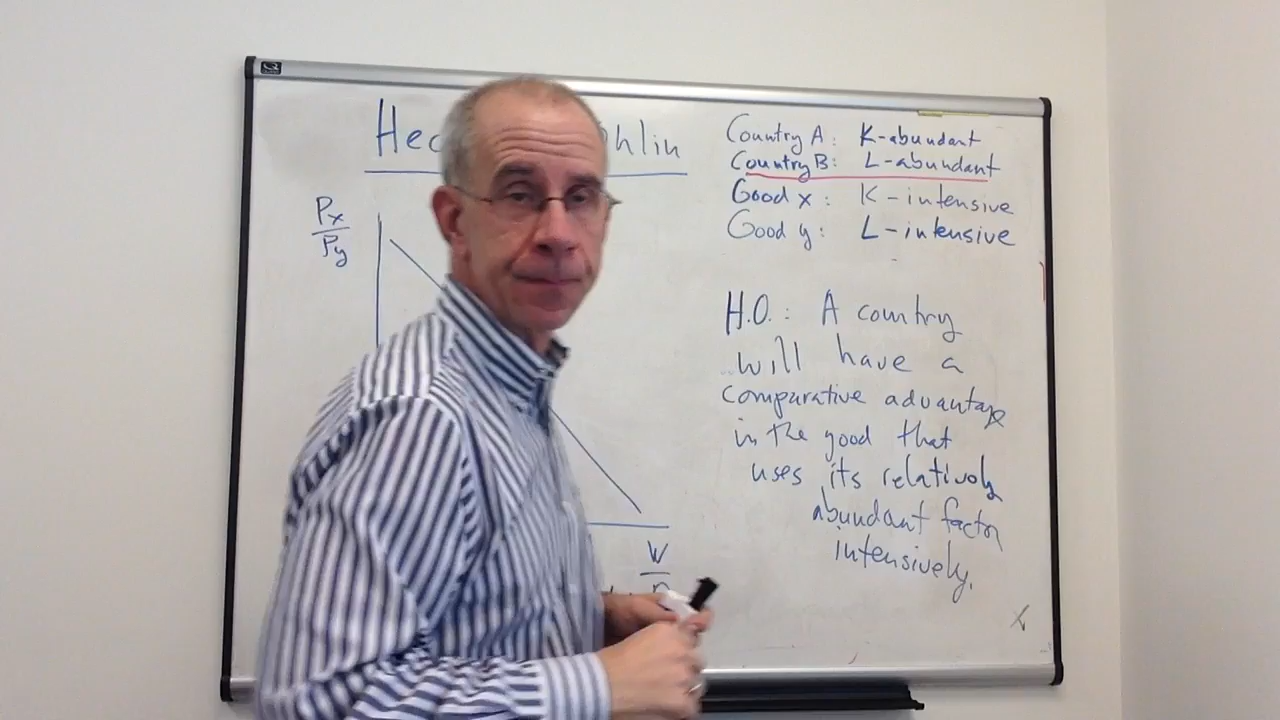 Hec hlin
Country A: K-abundant
Country B: L-abundant
Good x: K-intensive
Good y: L-intensive
Px
Py
H.O.: A country
will have a
comparative advantage
in the good that
uses its relatively
abundant factor
intensively.
W
r